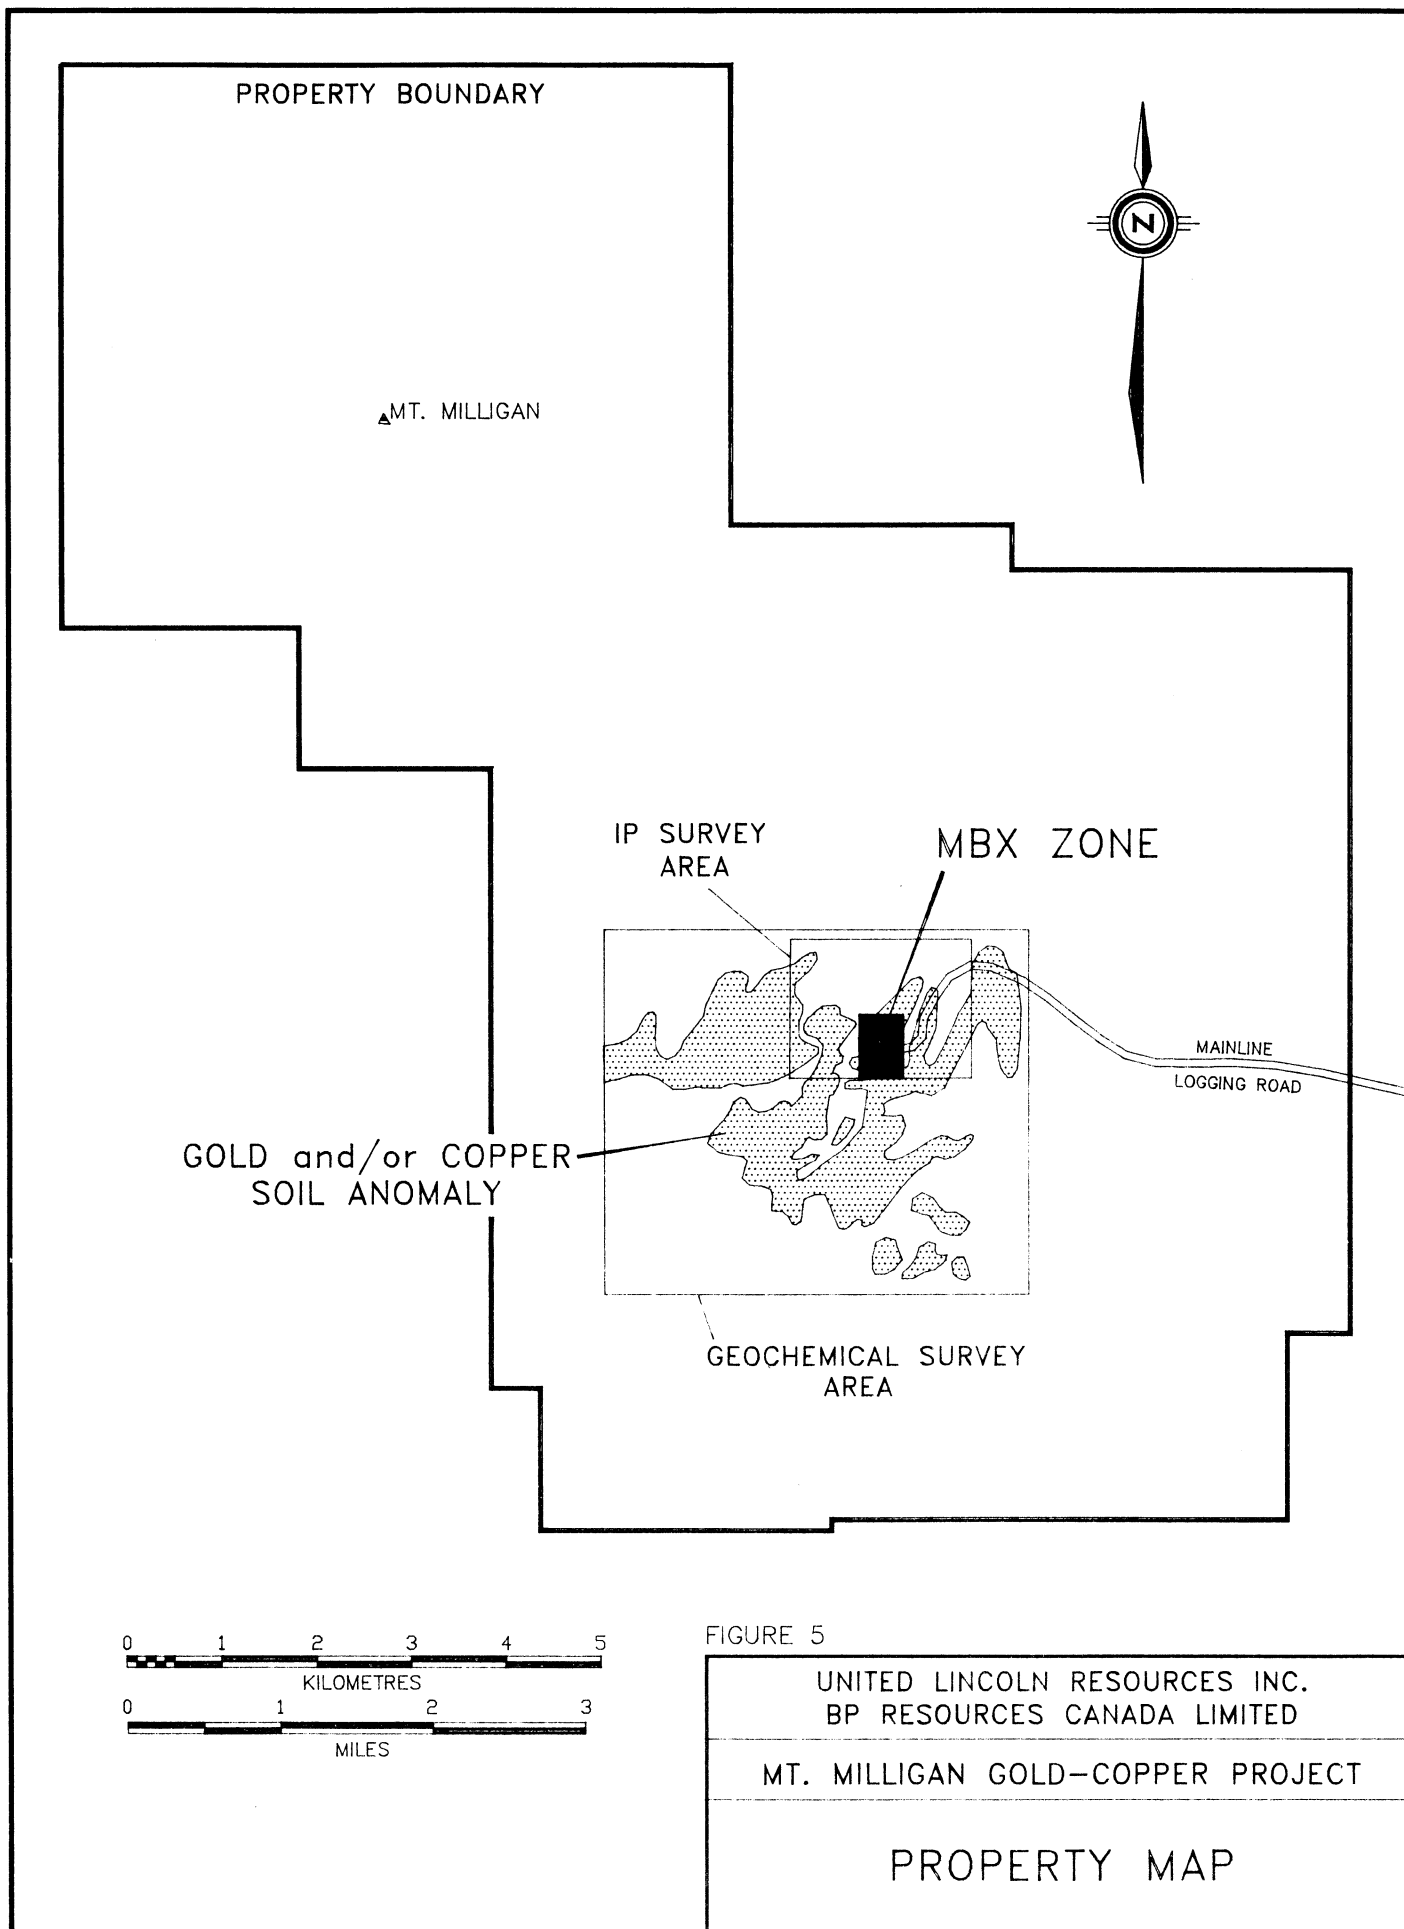 PROPERTY BOUNDARY
N
MT. MILLIGAN
IP SURVEY
AREA
MBX ZONE
MAINLINE
LOGGING ROAD
GOLD and/or COPPER
SOIL ANOMALY
GEOCHEMICAL SURVEY
AREA
0 1 2 3 4 5
KILOMETRES
0 1 2 3
MILES
FIGURE 5
UNITED LINCOLN RESOURCES INC.
BP RESOURCES CANADA LIMITED
MT. MILLIGAN GOLD-COPPER PROJECT
PROPERTY MAP